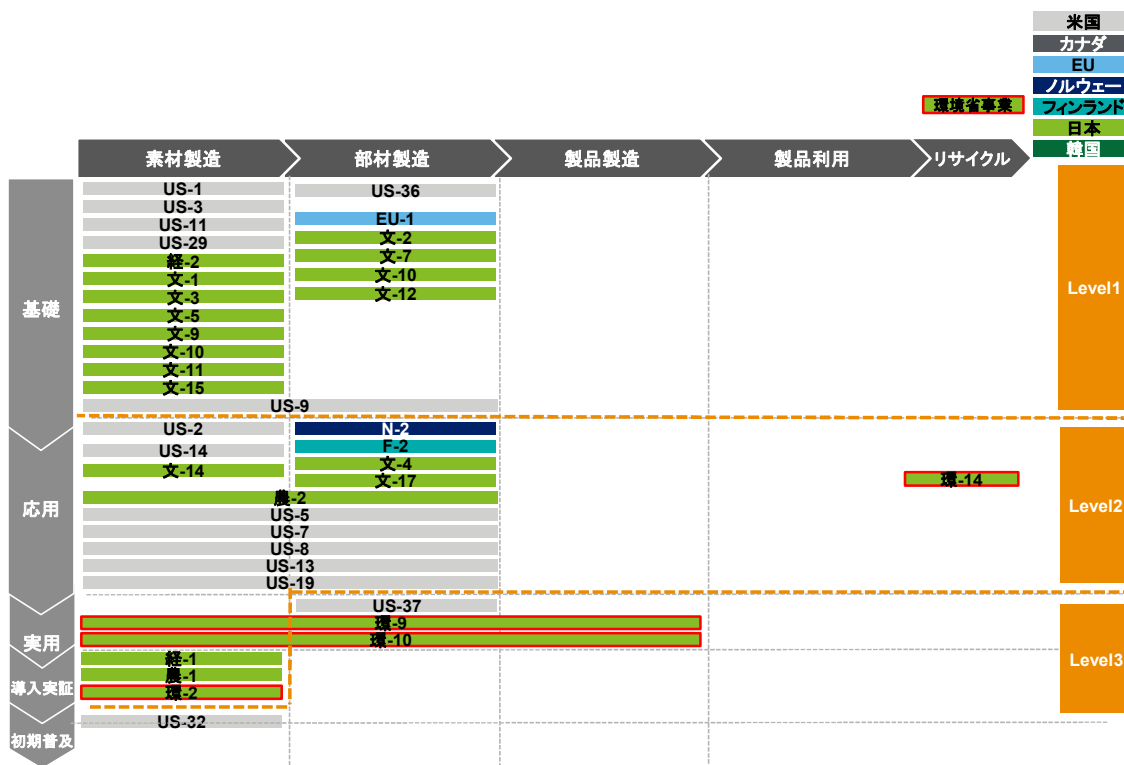 米国
カナダ
EU
ノルウェー
環境省事業
フィンランド
日本
韓国
素材製造
部材製造
製品製造
製品利用
リサイクル
基礎
US-1
US-3
US-11
US-29
経-2
文-1
文-3
文-5
文-9
文-10
文-11
文-15
US-36
EU-1
文-2
文-7
文-10
文-12
US-9
Level1
応用
US-2
US-14
文-14
N-2
F-2
文-4
文-17
農-2
US-5
US-7
US-8
US-13
US-19
環-14
Level2
実用
US-37
環-9
環-10
導入実証
経-1
農-1
環-2
Level3
初期普及
US-32